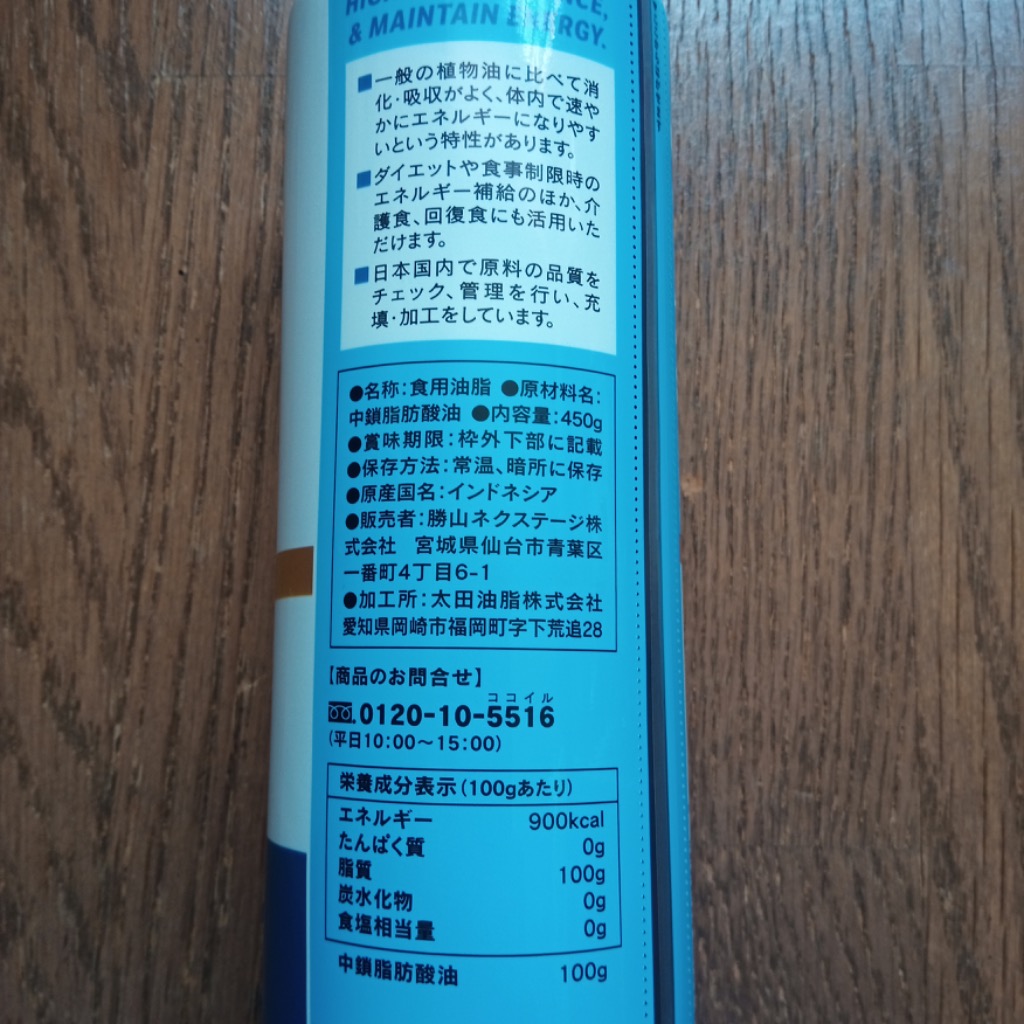 & MAINTAIN ENERGY.
■一般の植物油に比べて消
化・吸収がよく、体内で速や
かにエネルギーになりやす
いという特性があります。
■ダイエットや食事制限時の
エネルギー補給のほか、介
護食、回復食にも活用いた
だけます。
■日本国内で原料の品質を
チェック、管理を行い、充
填・加工をしています。
●名称：食用油脂 ●原材料名：
中鎖脂肪酸油 ●内容量：450g
●賞味期限：枠外下部に記載
●保存方法：常温、暗所に保存
●原産国名：インドネシア
●販売者：勝山ネクステージ株
式会社 宮城県仙台市青葉区
一番町4丁目6-1
●加工所：太田油脂株式会社
愛知県岡崎市福岡町字下荒追28
【商品のお問合せ】
ココイル
0120-10-5516
（平日10：00～15：00）
栄養成分表示（100gあたり）
エネルギー 900kcal
たんぱく質 0g
脂質 100g
炭水化物 0g
食塩相当量 0g
中鎖脂肪酸油 100g